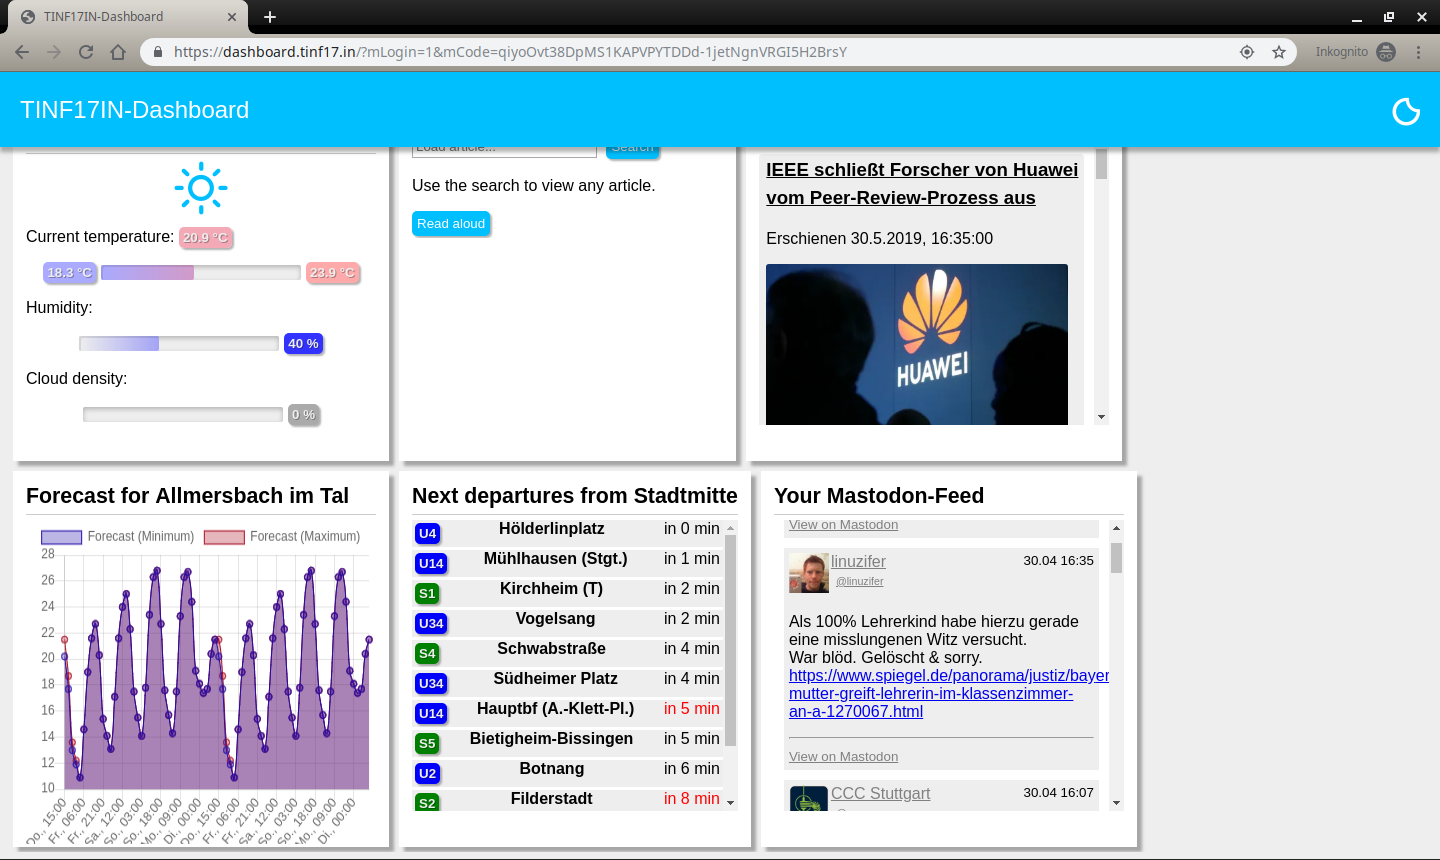 TINF17IN-Dashboard
https://dashboard.tinf17.in/?mLogin=1&mCode=qiyoOvt38DpMS1KAPVPYTDDd-1jetNgnVRGI5H2BrsY
Inkognito
TINF17IN-Dashboard
Current temperature: 20.9 °C
18.3 °C 23.9 °C
Humidity:
40 %
Cloud density:
0 %
Load article... Search
Use the search to view any article.
Read aloud
IEEE schließt Forscher von Huawei
vom Peer-Review-Prozess aus
Erschienen 30.5.2019, 16:35:00
HUAWEI
Forecast for Allmersbach im Tal
Forecast (Minimum) Forecast (Maximum)
28
26
24
22
20
18
16
14
12
10
Do., 15:00
Fr., 06:00
Fr., 21:00
Sa., 12:00
So., 03:00
So., 18:00
Mo., 09:00
Di., 00:00
Do., 15:00
Fr., 06:00
Fr., 21:00
Sa., 12:00
So., 03:00
So., 18:00
Mo., 09:00
Di., 00:00
Next departures from Stadtmitte
U4 Hölderlinplatz in 0 min
U14 Mühlhausen (Stgt.) in 1 min
S1 Kirchheim (T) in 2 min
U34 Vogelsang in 2 min
S4 Schwabstraße in 4 min
U34 Südheimer Platz in 4 min
U14 Hauptbf (A.-Klett-Pl.) in 5 min
S5 Bietigheim-Bissingen in 5 min
U2 Botnang in 6 min
S2 Filderstadt in 8 min
Your Mastodon-Feed
View on Mastodon
linuzifer 30.04 16:35
@linuzifer
Als 100% Lehrerkind habe hierzu gerade
eine misslungenen Witz versucht.
War blöd. Gelöscht & sorry.
https://www.spiegel.de/panorama/justiz/bayer
mutter-greift-lehrerin-im-klassenzimmer-
an-a-1270067.html
View on Mastodon
CCC Stuttgart 30.04 16:07